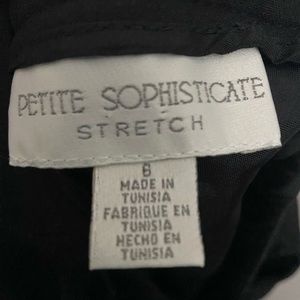 PETITE SOPHISTICATE
STRETCH
6
MADE IN
TUNISIA
FABRIQUE EN
TUNISIA
HECHO EN
TUNISIA